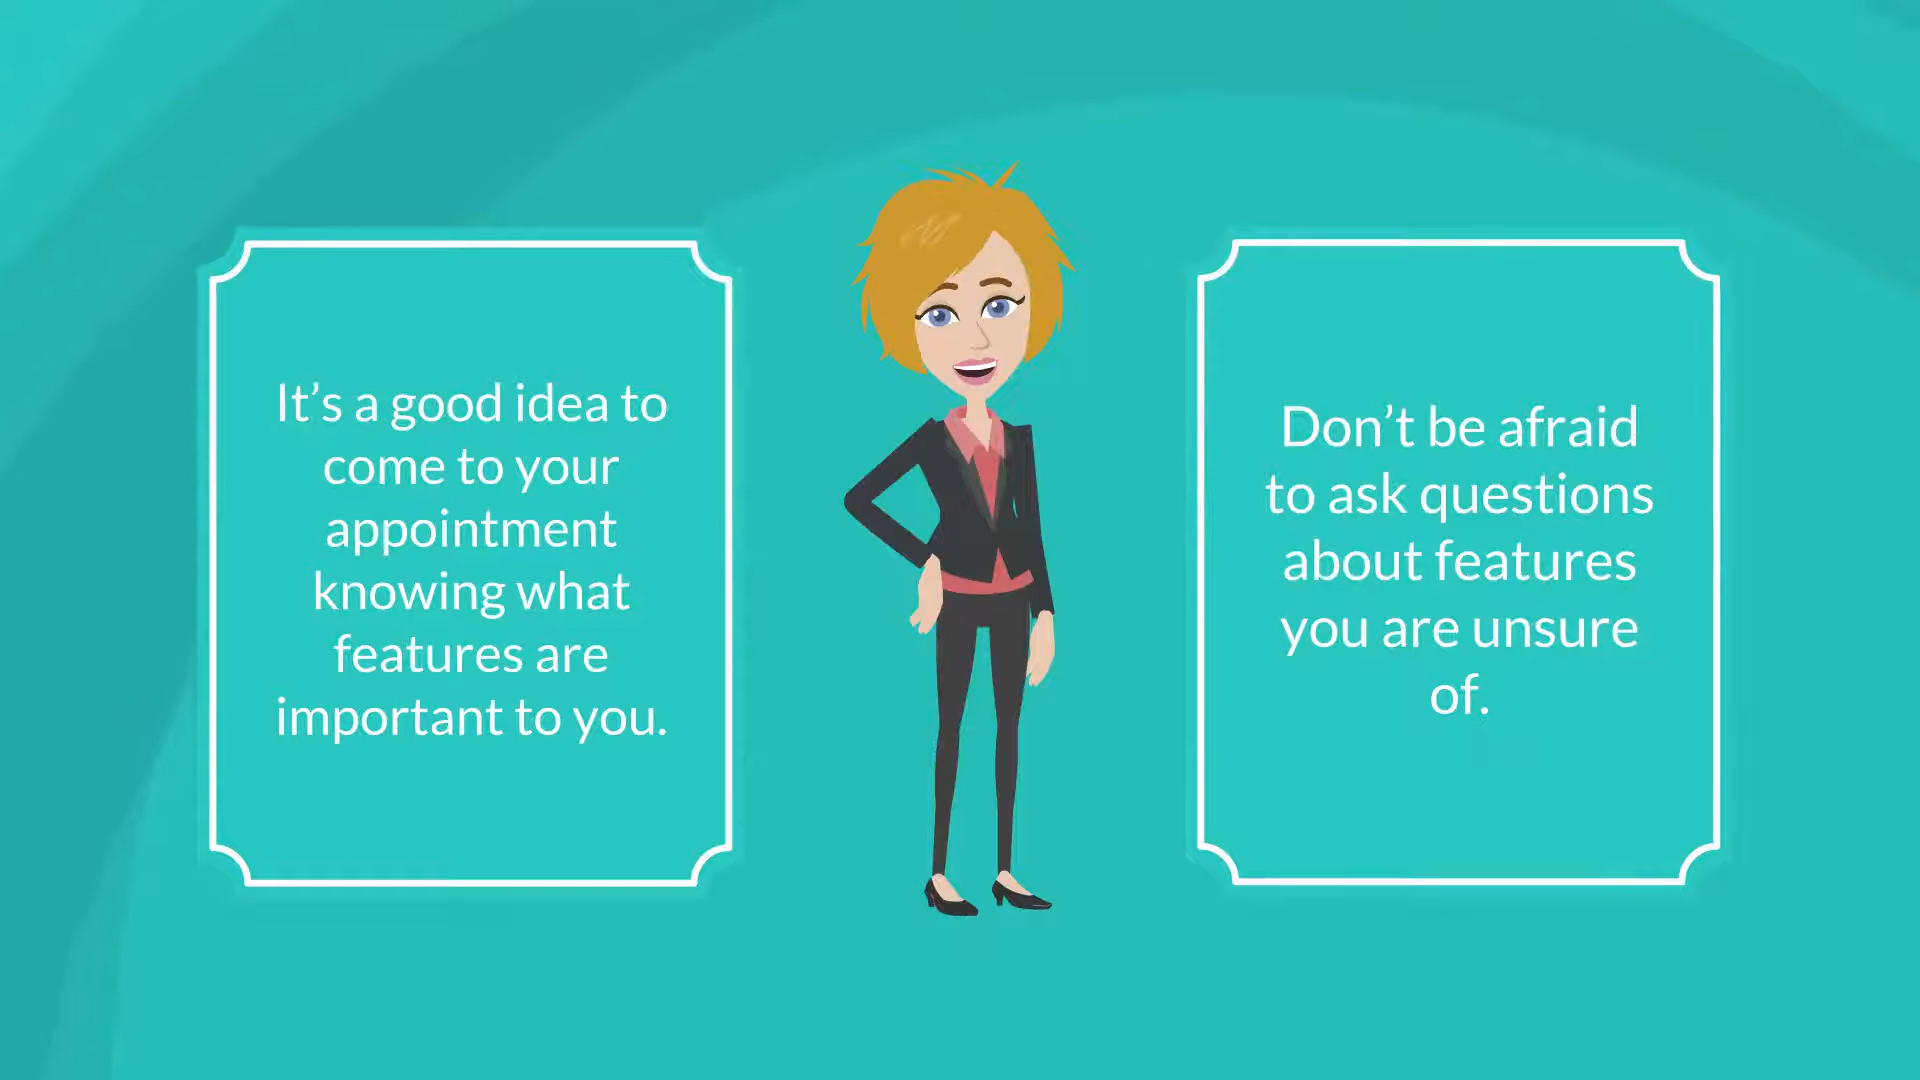 It’s a good idea to
come to your
appointment
knowing what
features are
important to you.
Don’t be afraid
to ask questions
about features
you are unsure
of.